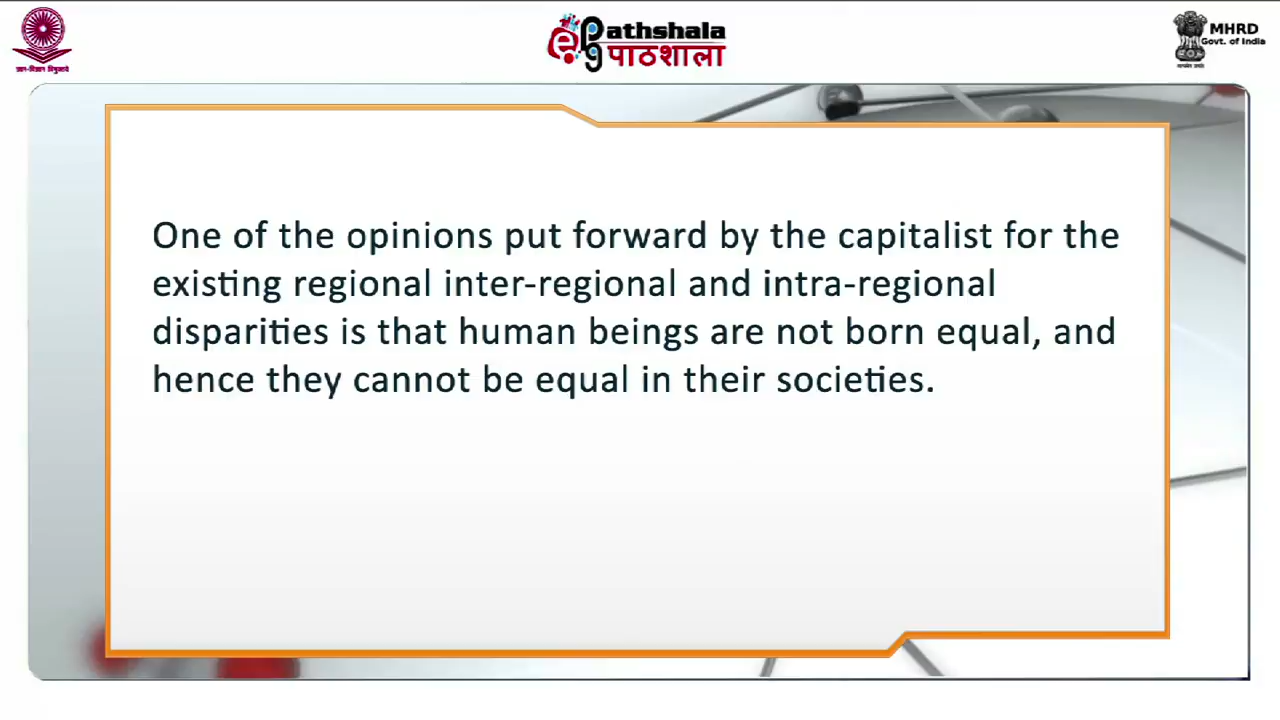 ePGpathshala
पाठशाला
MHRD
Govt. of India
One of the opinions put forward by the capitalist for the
existing regional inter-regional and intra-regional
disparities is that human beings are not born equal, and
hence they cannot be equal in their societies.